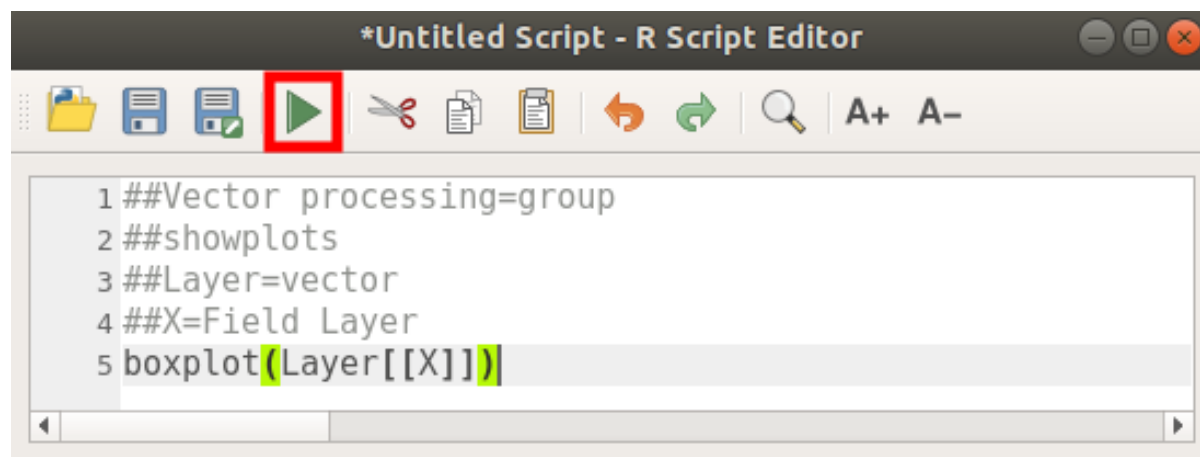 *Untitled Script - R Script Editor
A+ A−
1 ##Vector processing=group
2 ##showplots
3 ##Layer=vector
4 ##X=Field Layer
5 boxplot(Layer[[X]])